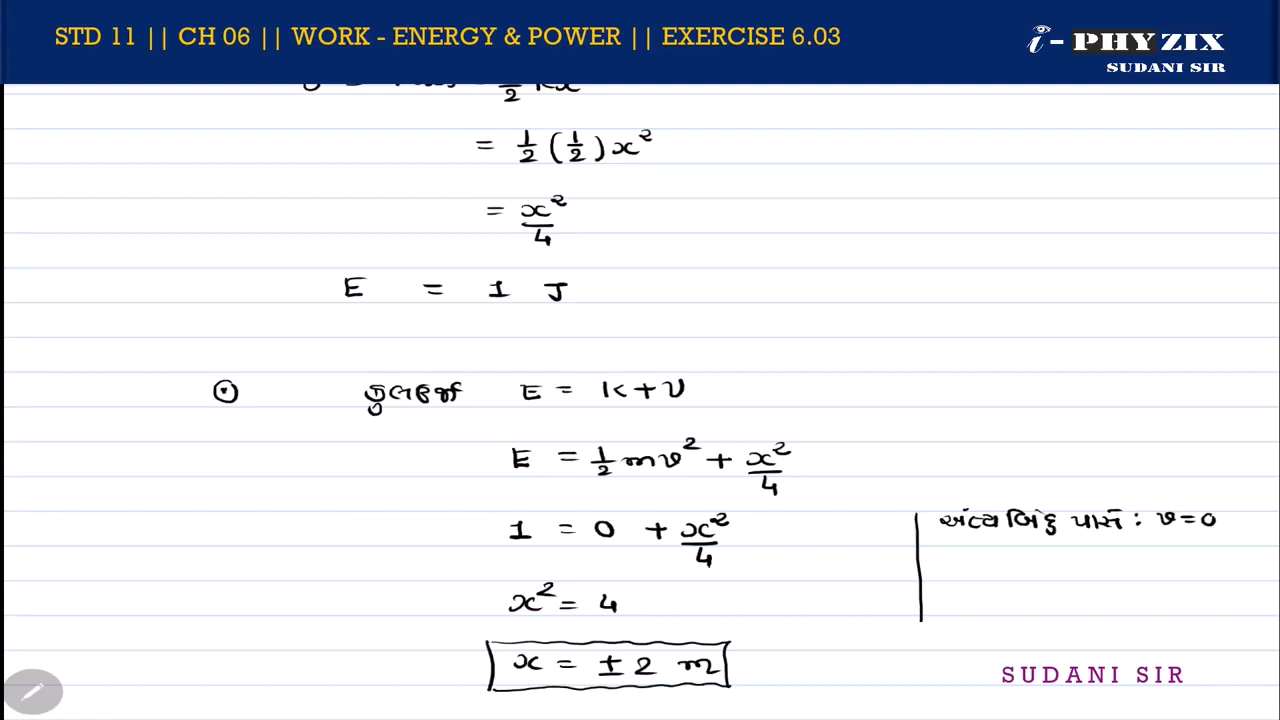 STD 11 || CH 06 || WORK - ENERGY & POWER || EXERCISE 6.03
i-PHYZIX
SUDANI SIR
= 1/2 (1/2) x²
= x²/4
E = 1 J
⊙ કુલઊર્જા E = K + U
E = 1/2 mv² + x²/4
1 = 0 + x²/4
અંત્ય બિંદુ પાસે : v = 0
x² = 4
x = ± 2 m
SUDANI SIR